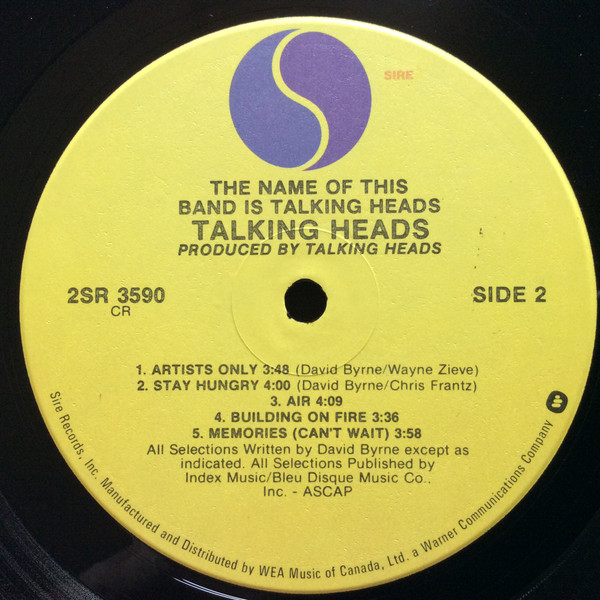 SIRE
THE NAME OF THIS
BAND IS TALKING HEADS
TALKING HEADS
PRODUCED BY TALKING HEADS
2SR 3590
CR
SIDE 2
1. ARTISTS ONLY 3:48 (David Byrne/Wayne Zieve)
2. STAY HUNGRY 4:00 (David Byrne/Chris Frantz)
3. AIR 4:09
4. BUILDING ON FIRE 3:36
5. MEMORIES (CAN'T WAIT) 3:58
All Selections Written by David Byrne except as
indicated. All Selections Published by
Index Music/Bleu Disque Music Co.,
Inc. - ASCAP
Sire Records, Inc. Manufactured and Distributed by WEA Music of Canada, Ltd. a Warner Communications Company